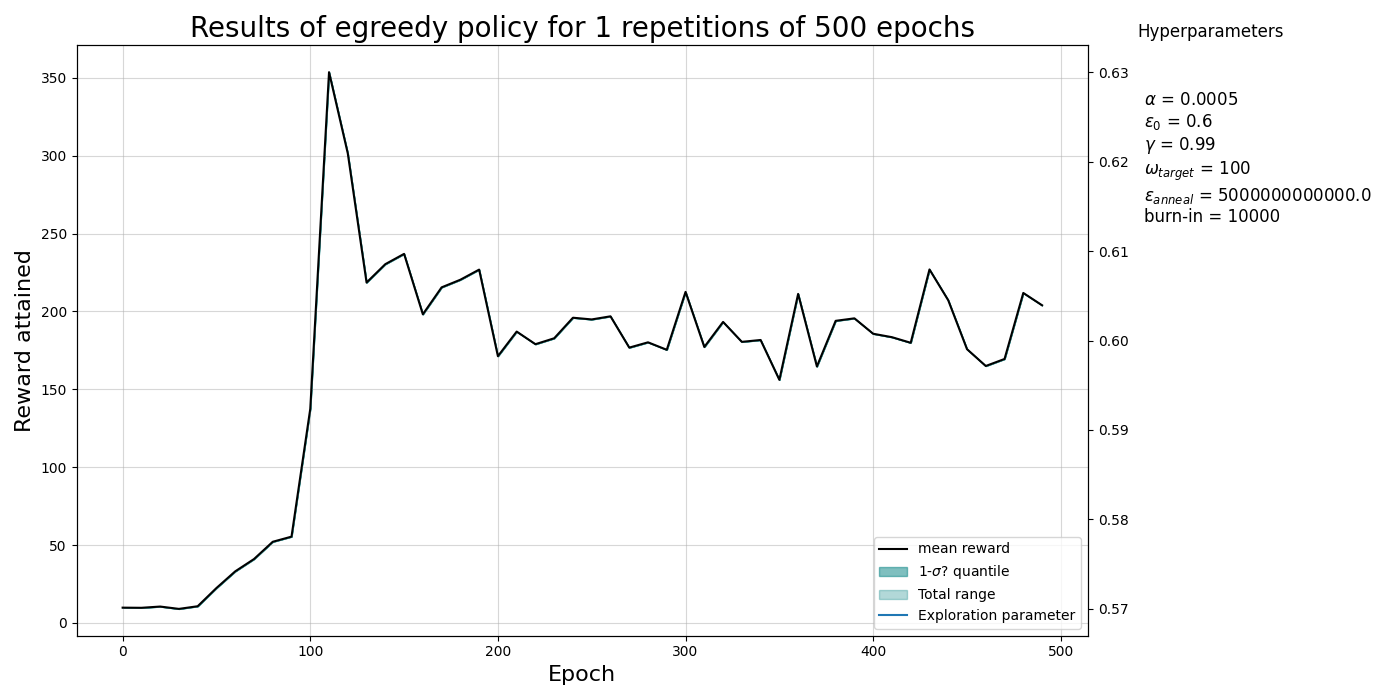 Results of egreedy policy for 1 repetitions of 500 epochs
Hyperparameters
α = 0.0005
ε₀ = 0.6
γ = 0.99
ω_target = 100
ε_anneal = 5000000000000.0
burn-in = 10000
Reward attained
350
300
250
200
150
100
50
0
0.63
0.62
0.61
0.60
0.59
0.58
0.57
mean reward
1-σ? quantile
Total range
Exploration parameter
0 100 200 300 400 500
Epoch